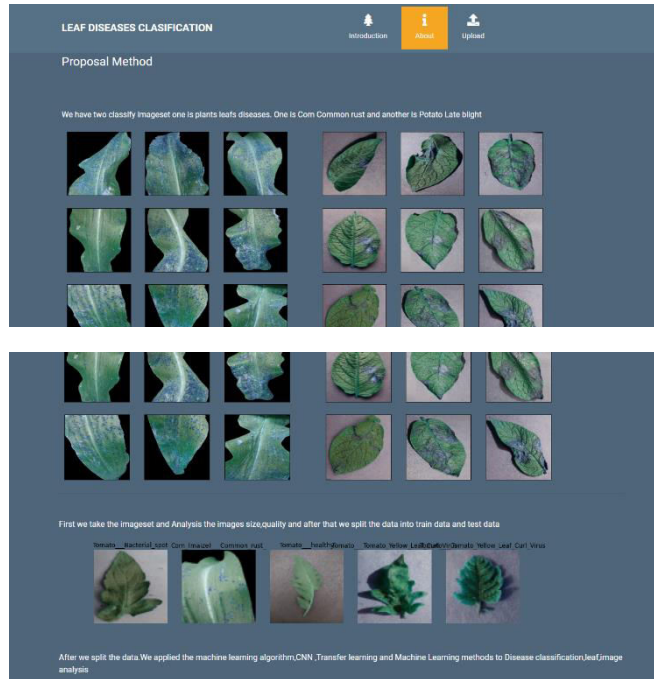 LEAF DISEASES CLASIFICATION
Introduction
About
Upload
Proposal Method
We have two classify Imageset one is plants leafs diseases. One is Corn Common rust and another is Potato Late blight
First we take the imageset and Analysis the images size,quality and after that we split the data into train data and test data
Tomato___Bacterial_spot Corn_(maize)___Common_rust_ Tomato___healthy Tomato___Tomato_Yellow_Leaf_Curl_Virus
After we split the data.We applied the machine learning algorithm,CNN ,Transfer learning and Machine Learning methods to Disease classification,leaf,image
analysis